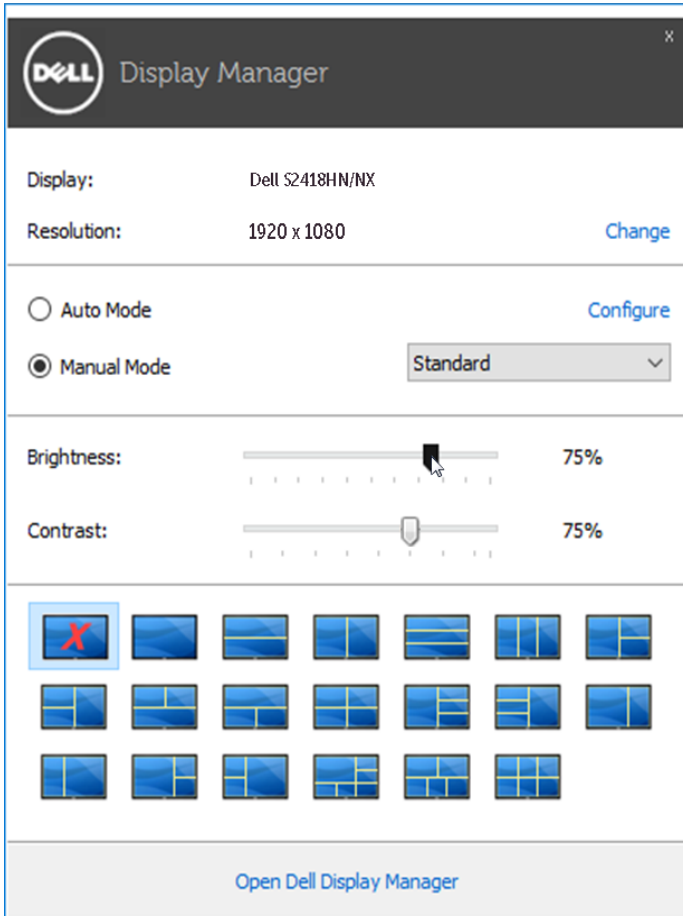 X
DELL Display Manager
Display: Dell S2418HN/NX
Resolution: 1920 x 1080 Change
Auto Mode Configure
Manual Mode Standard
Brightness: 75%
Contrast: 75%
X
Open Dell Display Manager